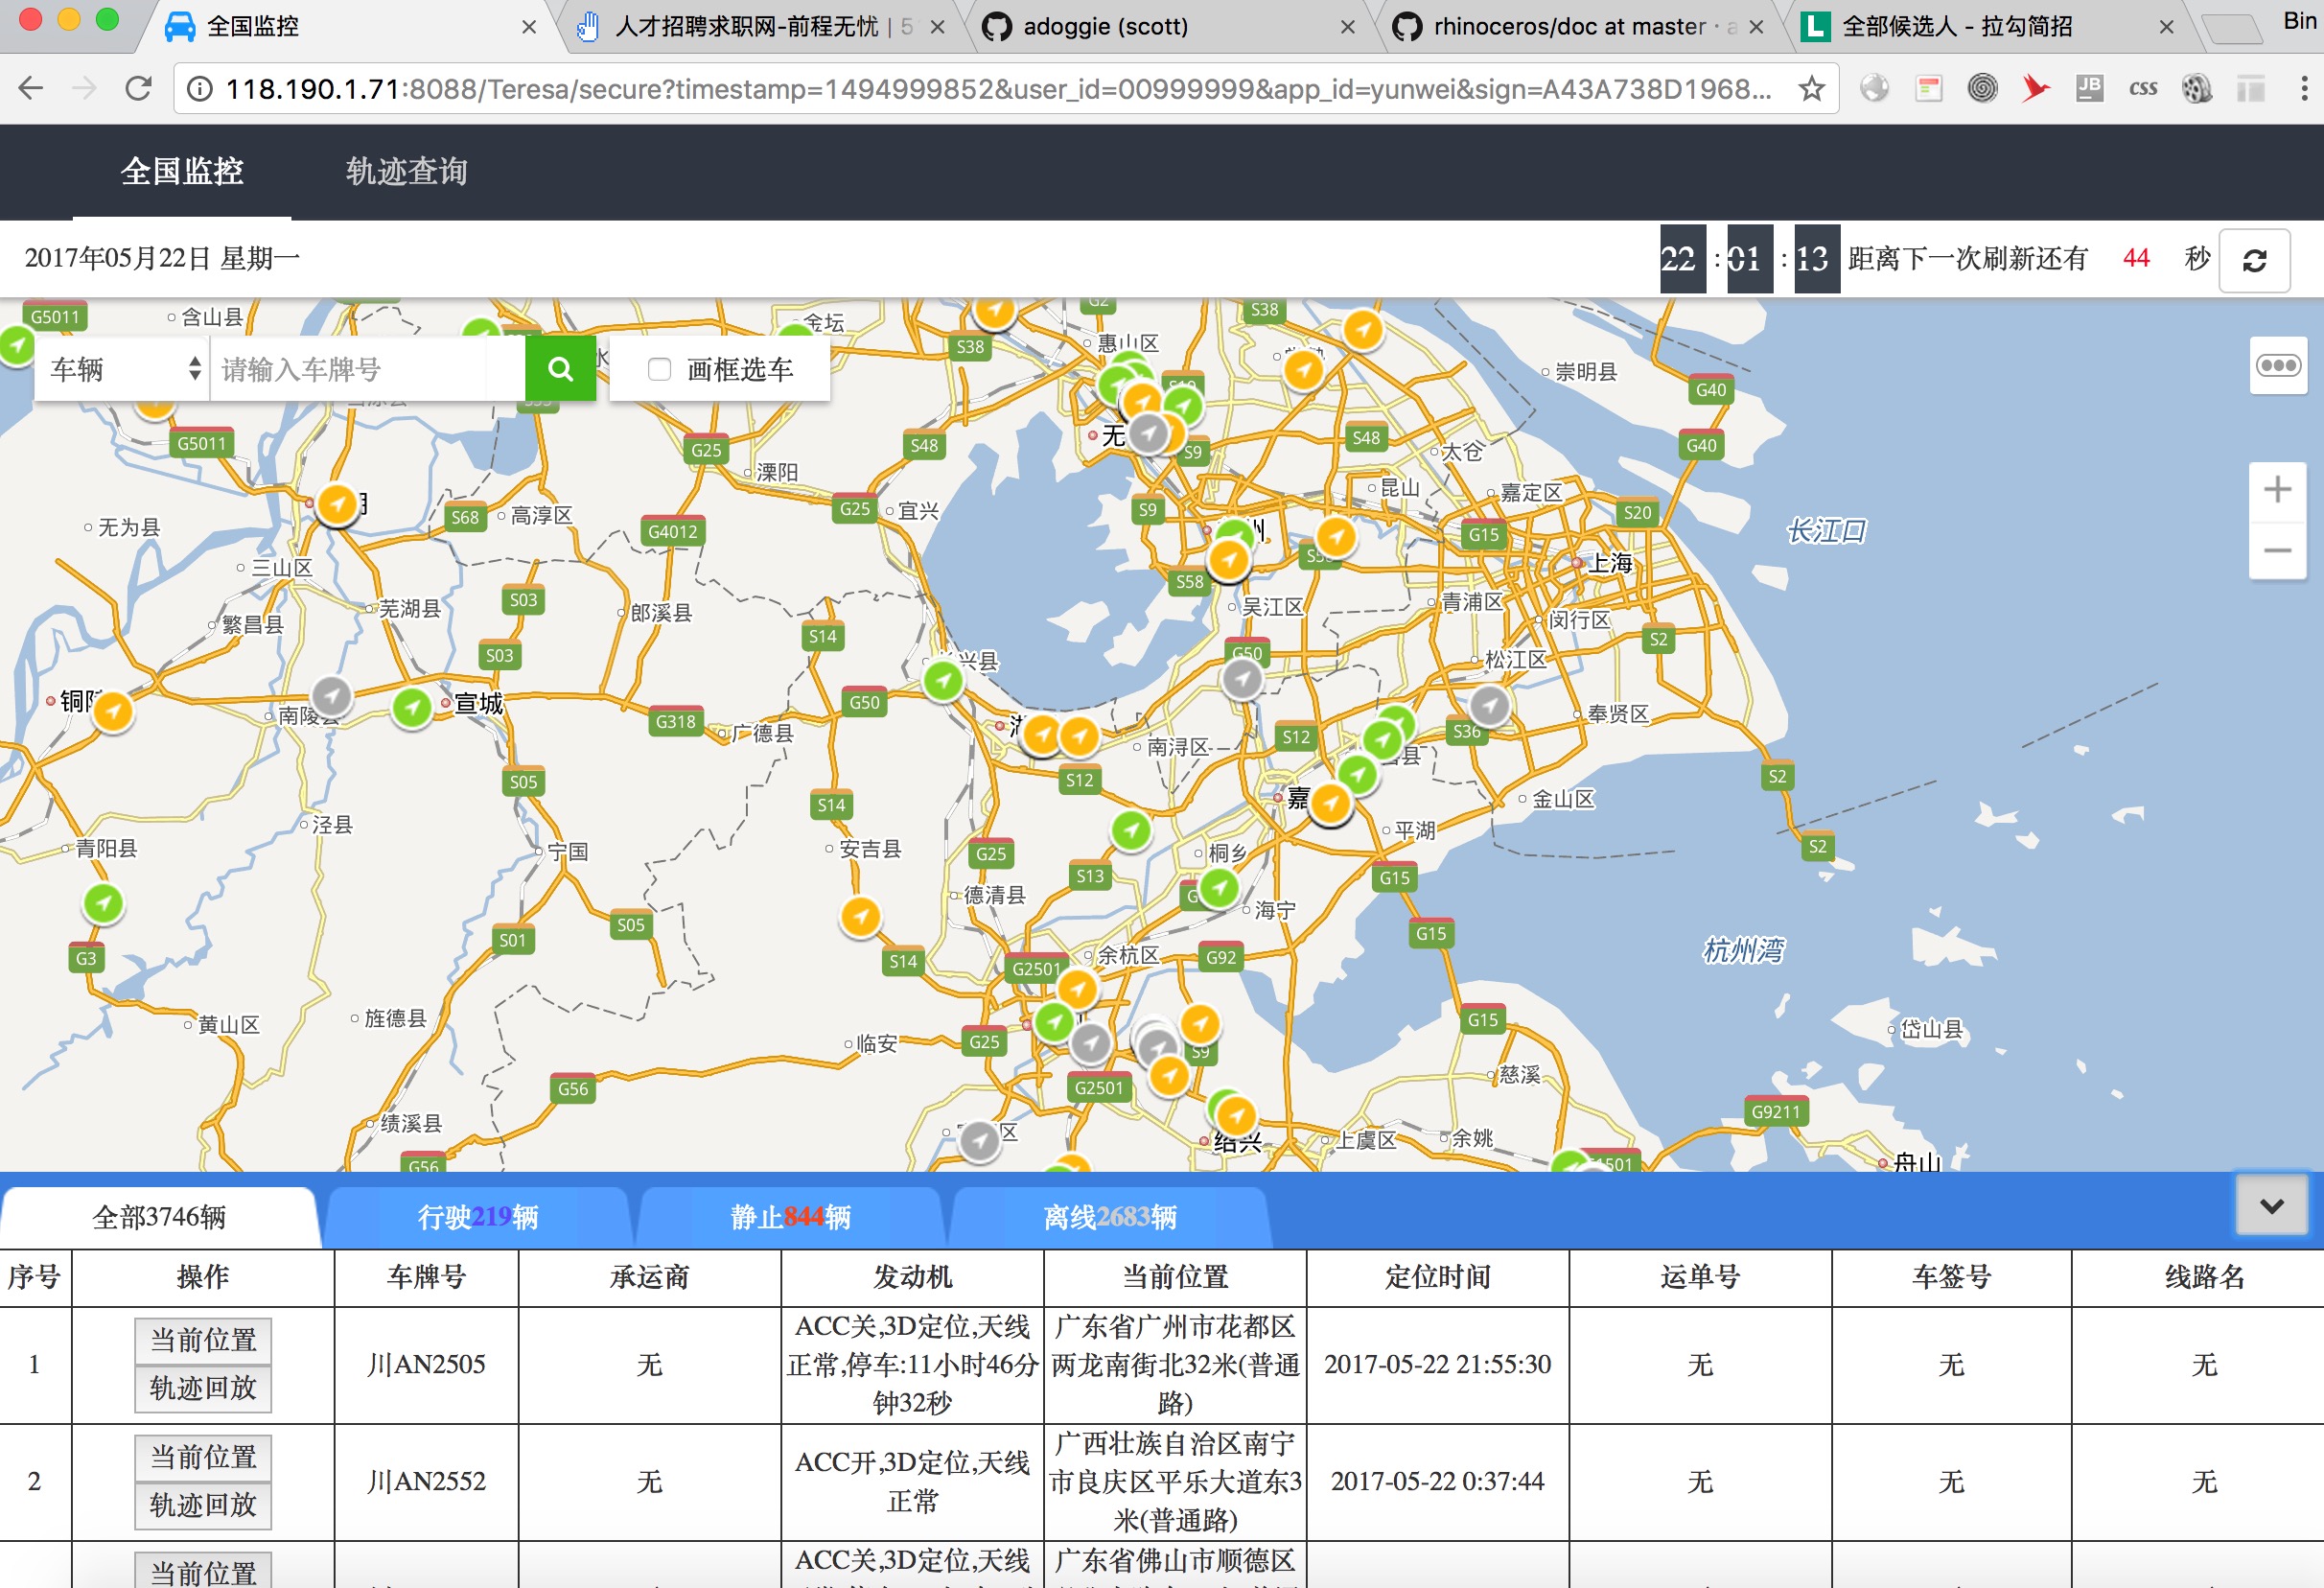 全国监控
人才招聘求职网-前程无忧 | 5
adoggie (scott)
rhinoceros/doc at master · a
全部候选人 - 拉勾简招
Bin
118.190.1.71:8088/Teresa/secure?timestamp=1494999852&user_id=00999999&app_id=yunwei&sign=A43A738D1968...
JB
css
全国监控 轨迹查询
2017年05月22日 星期一
22 : 01 : 13 距离下一次刷新还有 44 秒
车辆 请输入车牌号 画框选车
G5011 含山县 金坛 G2 S38
S38 惠山区 崇明县 G40
G5011 G25 S48 无 S9 S48 G40
溧阳 太仓
S68 高淳区 G4012 G25 宜兴 S9 昆山 嘉定区 S20
无为县 G15 长江口
三山区 上海
繁昌县 芜湖县 S03 郎溪县 S58 吴江区 青浦区 闵行区
S03 S14 G50 松江区 S2
兴县
铜陵 南陵县 宣城 G318 广德县 G50 南浔区 S12 S36 奉贤区
S05 S14 S12 嘉 金山区 S2
泾县 平湖
青阳县 宁国 安吉县 G25 桐乡 S2
S13 德清县 G15
G3 S01 S05 S14 海宁 G15
G2501 余杭区 G92 杭州湾
黄山区 旌德县 临安 G25 S9 G15 岱山县
G56 G2501 慈溪
绩溪县 区 绍兴 上虞区 余姚 G9211
G56 1501 舟山
全部3746辆 行驶219辆 静止844辆 离线2683辆
序号 操作 车牌号 承运商 发动机 当前位置 定位时间 运单号 车签号 线路名
1 当前位置 轨迹回放 川AN2505 无 ACC关,3D定位,天线正常,停车:11小时46分钟32秒 广东省广州市花都区两龙南街北32米(普通路) 2017-05-22 21:55:30 无 无 无
2 当前位置 轨迹回放 川AN2552 无 ACC开,3D定位,天线正常 广西壮族自治区南宁市良庆区平乐大道东3米(普通路) 2017-05-22 0:37:44 无 无 无
当前位置 ACC关,3D定位,天线 广东省佛山市顺德区